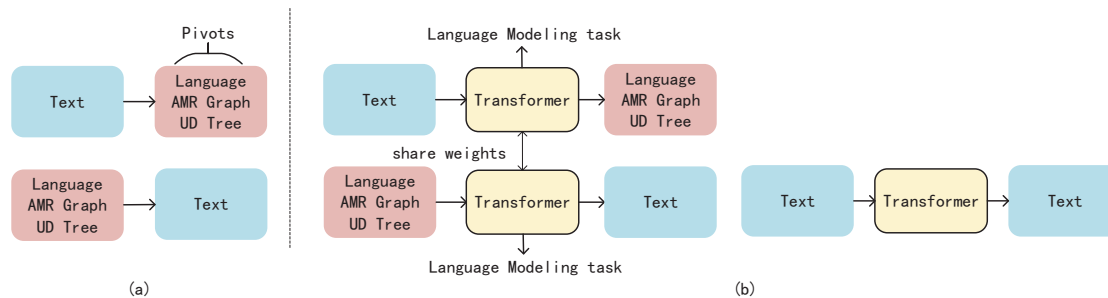 Pivots
Text
Language
AMR Graph
UD Tree
Language
AMR Graph
UD Tree
Text
(a)
Language Modeling task
Text
Transformer
Language
AMR Graph
UD Tree
share weights
Language
AMR Graph
UD Tree
Transformer
Text
Language Modeling task
Text
Transformer
Text
(b)